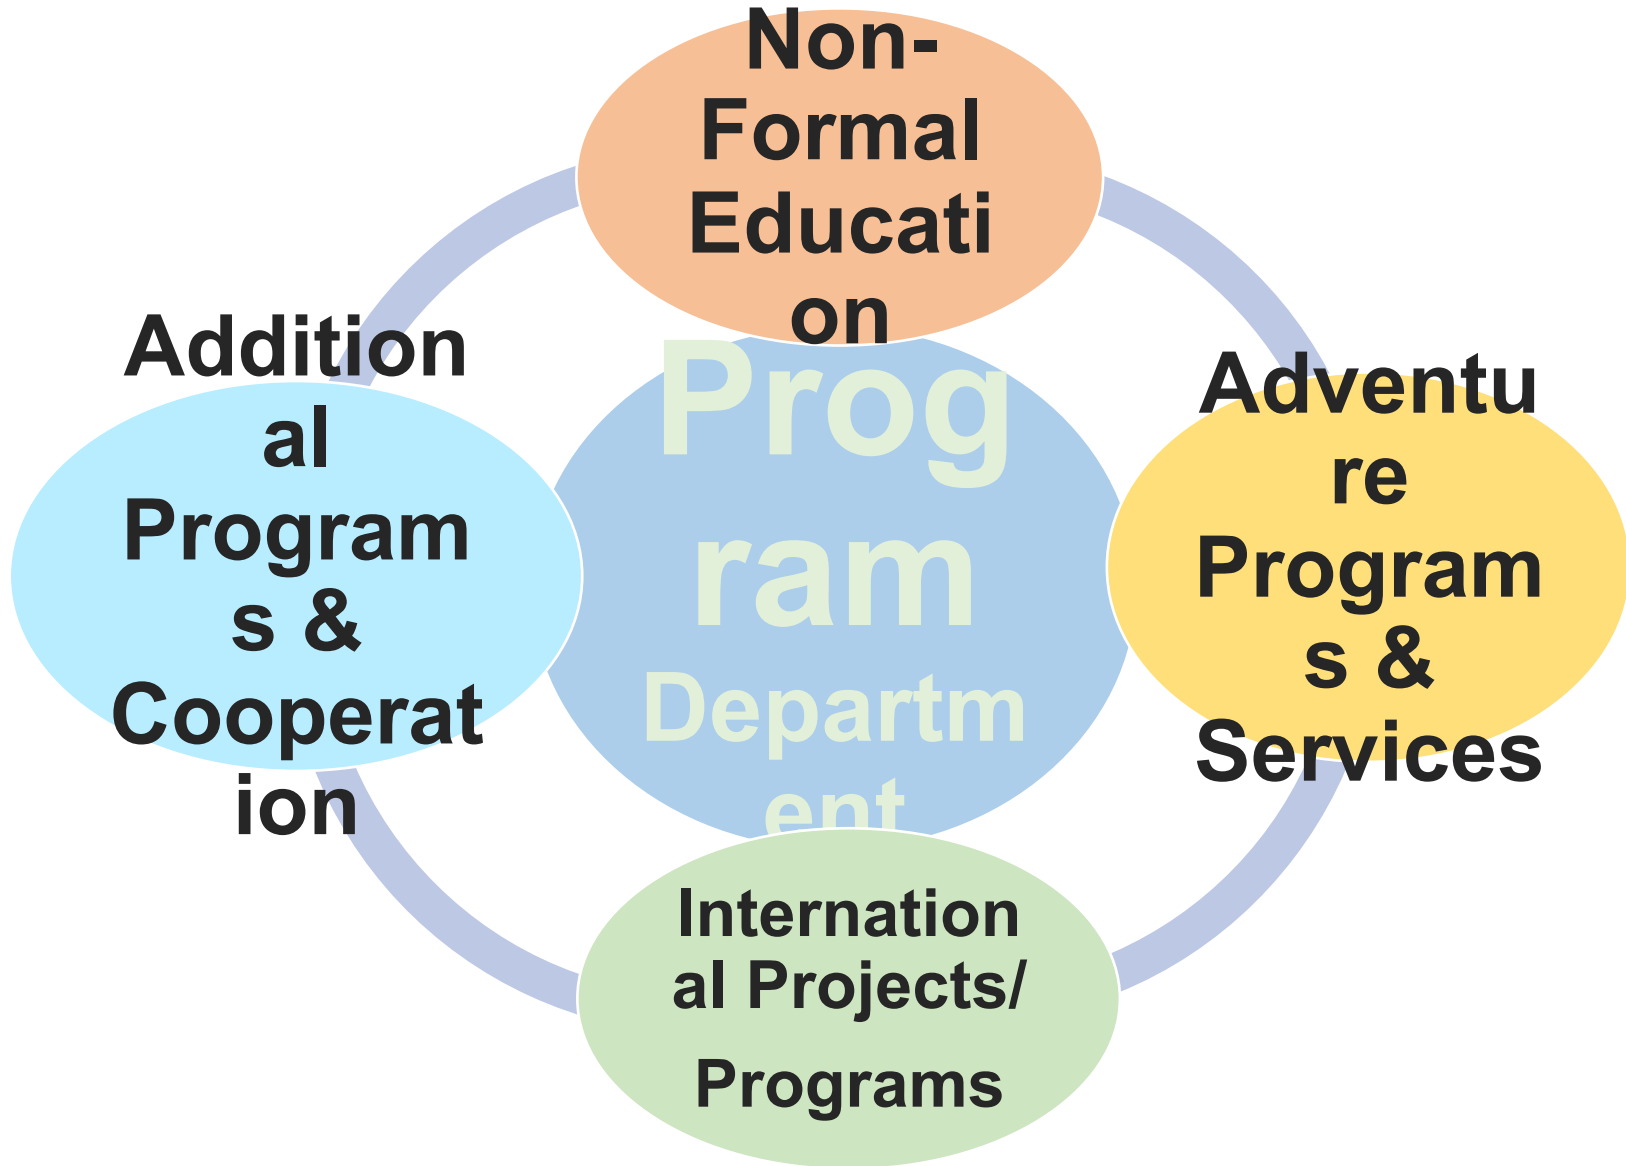 Non-
Formal
Educati
on
Addition
al
Program
s &
Cooperat
ion
Prog
ram
Departm
ent
Adventu
re
Program
s &
Services
Internation
al Projects/
Programs